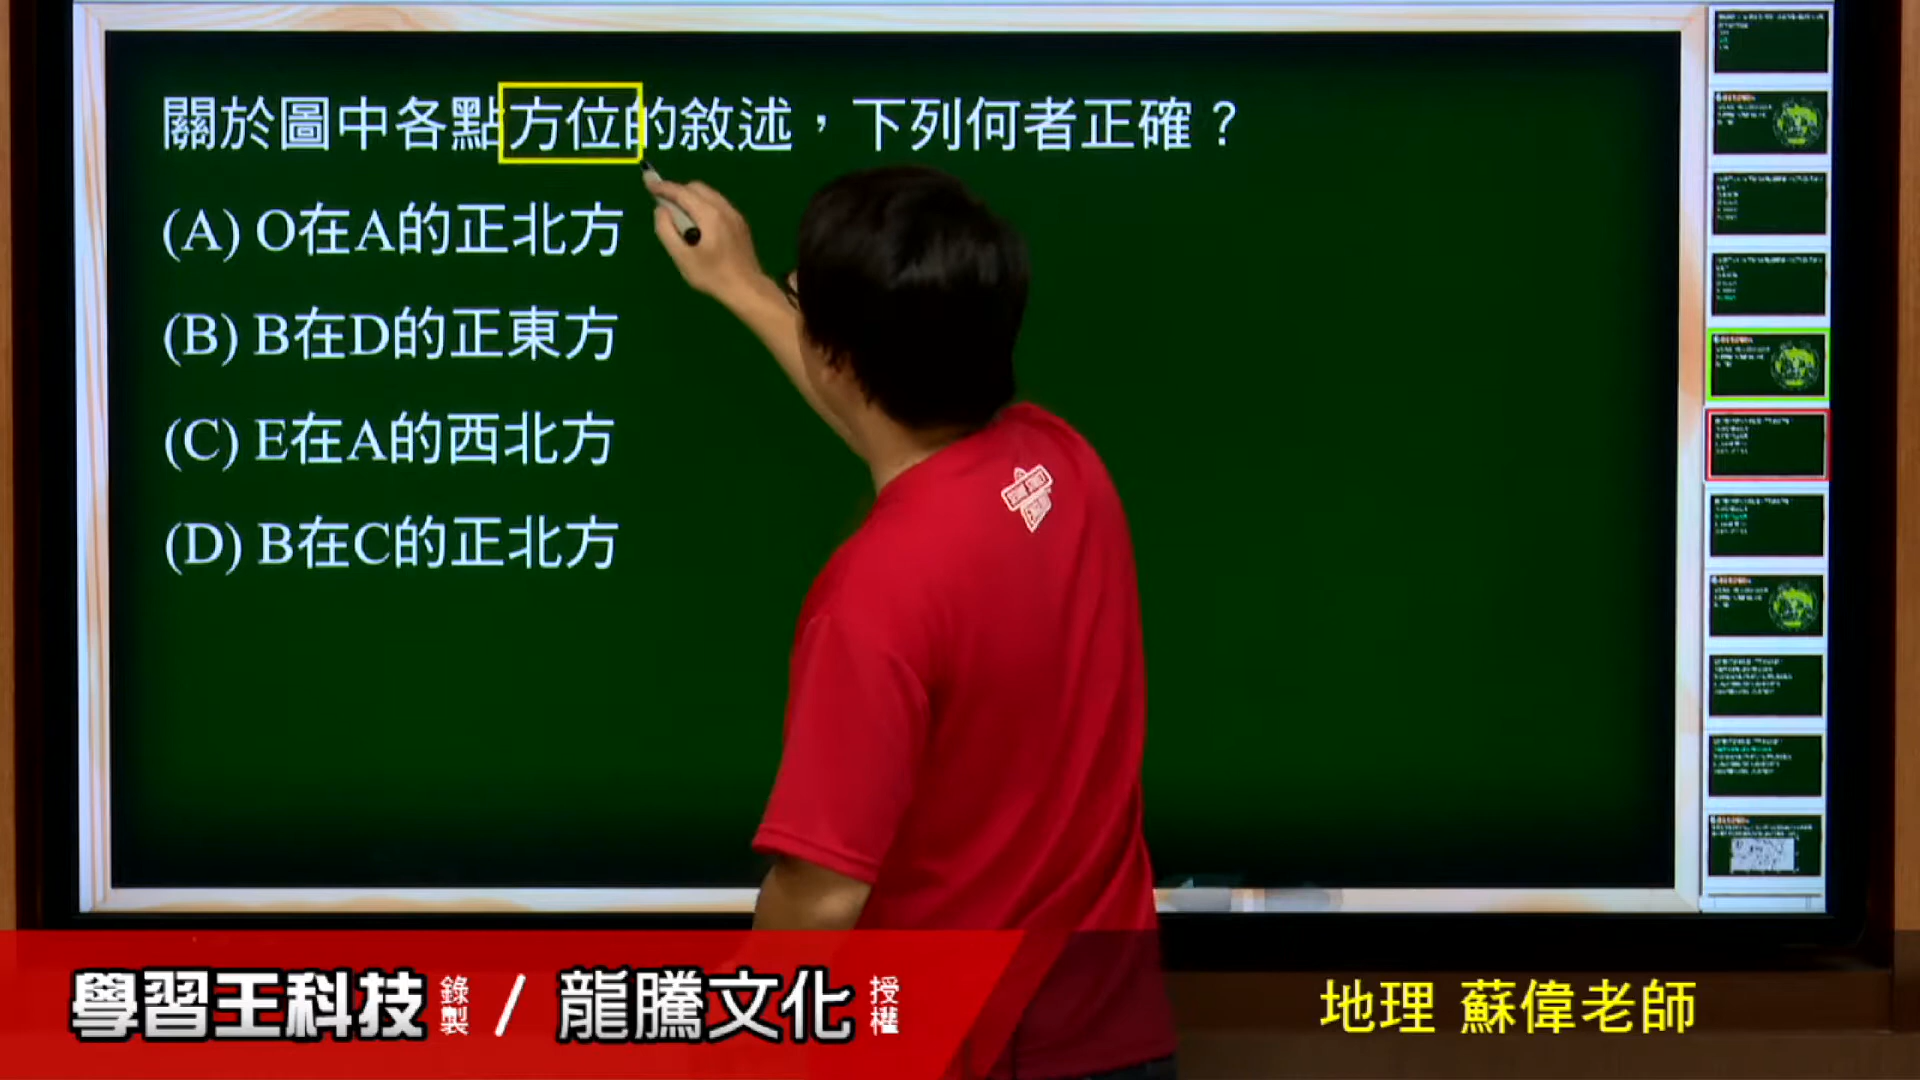 關於圖中各點方位的敘述，下列何者正確？
(A) O在A的正北方
(B) B在D的正東方
(C) E在A的西北方
(D) B在C的正北方
學習王科技 錄製 / 龍騰文化 授權
地理 蘇偉老師